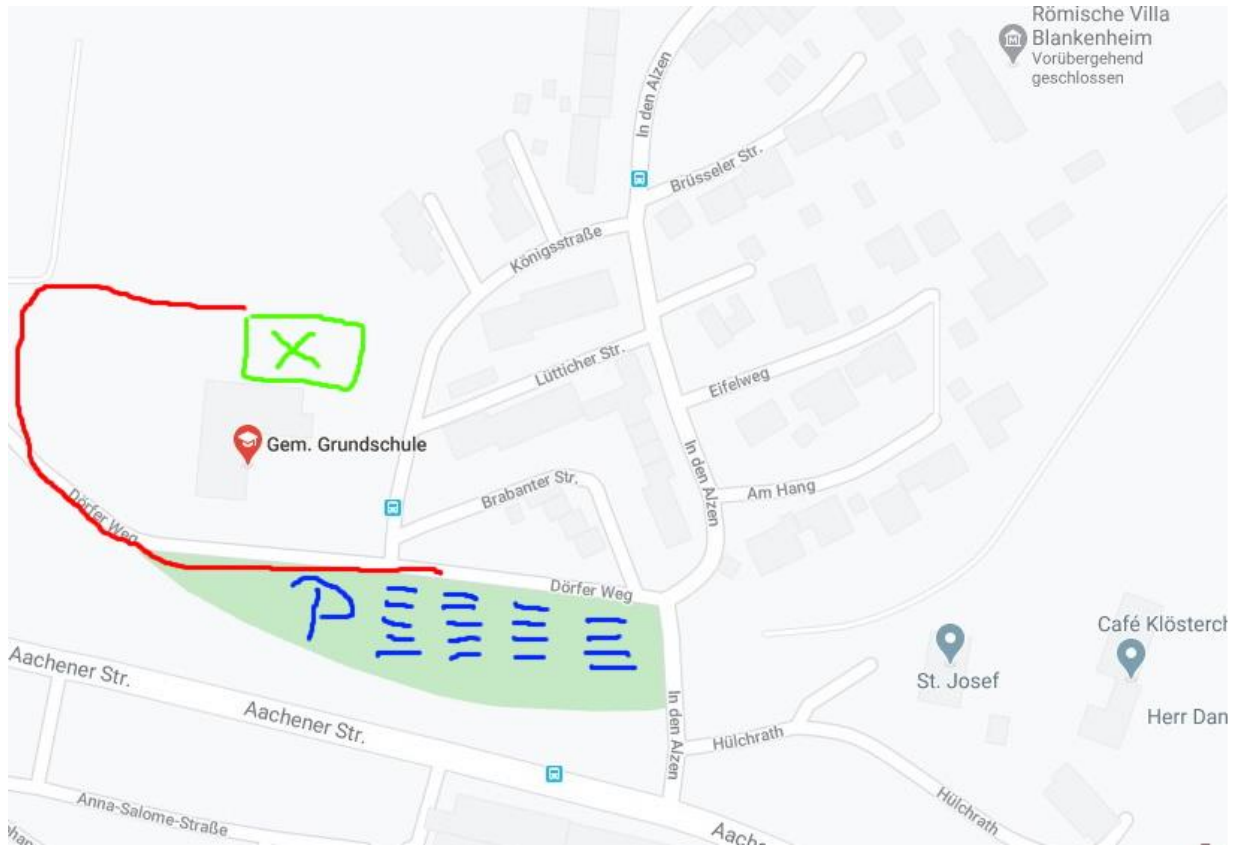 Römische Villa
Blankenheim
Vorübergehend
geschlossen
In den Alzen
Brüsseler Str.
Königsstraße
Lütticher Str.
Eifelweg
X
Gem. Grundschule
In den Alzen
Am Hang
Brabanter Str.
Dörfer Weg
Dörfer Weg
P
Café Klösterch
St. Josef
Herr Dan
Aachener Str.
Aachener Str.
In den Alzen
Hülchrath
Hülchrath
Anna-Salome-Straße
Aach